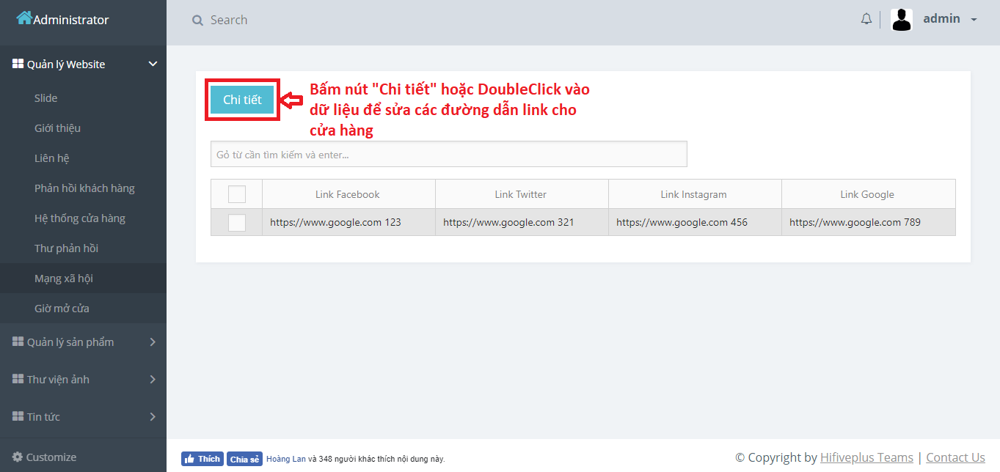 Administrator
Search
admin
Quản lý Website
Slide
Giới thiệu
Liên hệ
Phản hồi khách hàng
Hệ thống cửa hàng
Thư phản hồi
Mạng xã hội
Giờ mở cửa
Quản lý sản phẩm
Thư viện ảnh
Tin tức
Customize
Chi tiết
Bấm nút "Chi tiết" hoặc DoubleClick vào
dữ liệu để sửa các đường dẫn link cho
cửa hàng
Gỏ từ cần tìm kiếm và enter...
Link Facebook Link Twitter Link Instagram Link Google
https://www.google.com 123 https://www.google.com 321 https://www.google.com 456 https://www.google.com 789
Thích Chia sẻ Hoàng Lan và 348 người khác thích nội dung này.
© Copyright by Hifiveplus Teams | Contact Us